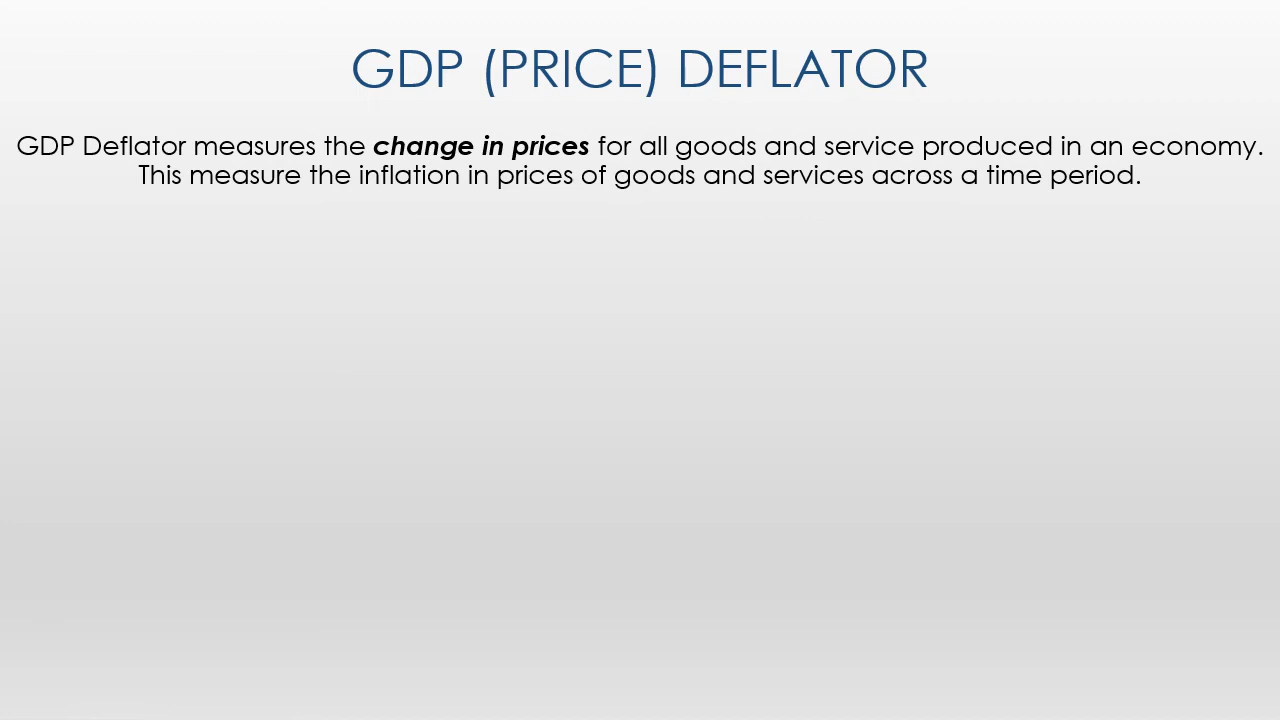 GDP (PRICE) DEFLATOR
GDP Deflator measures the change in prices for all goods and service produced in an economy.
This measure the inflation in prices of goods and services across a time period.